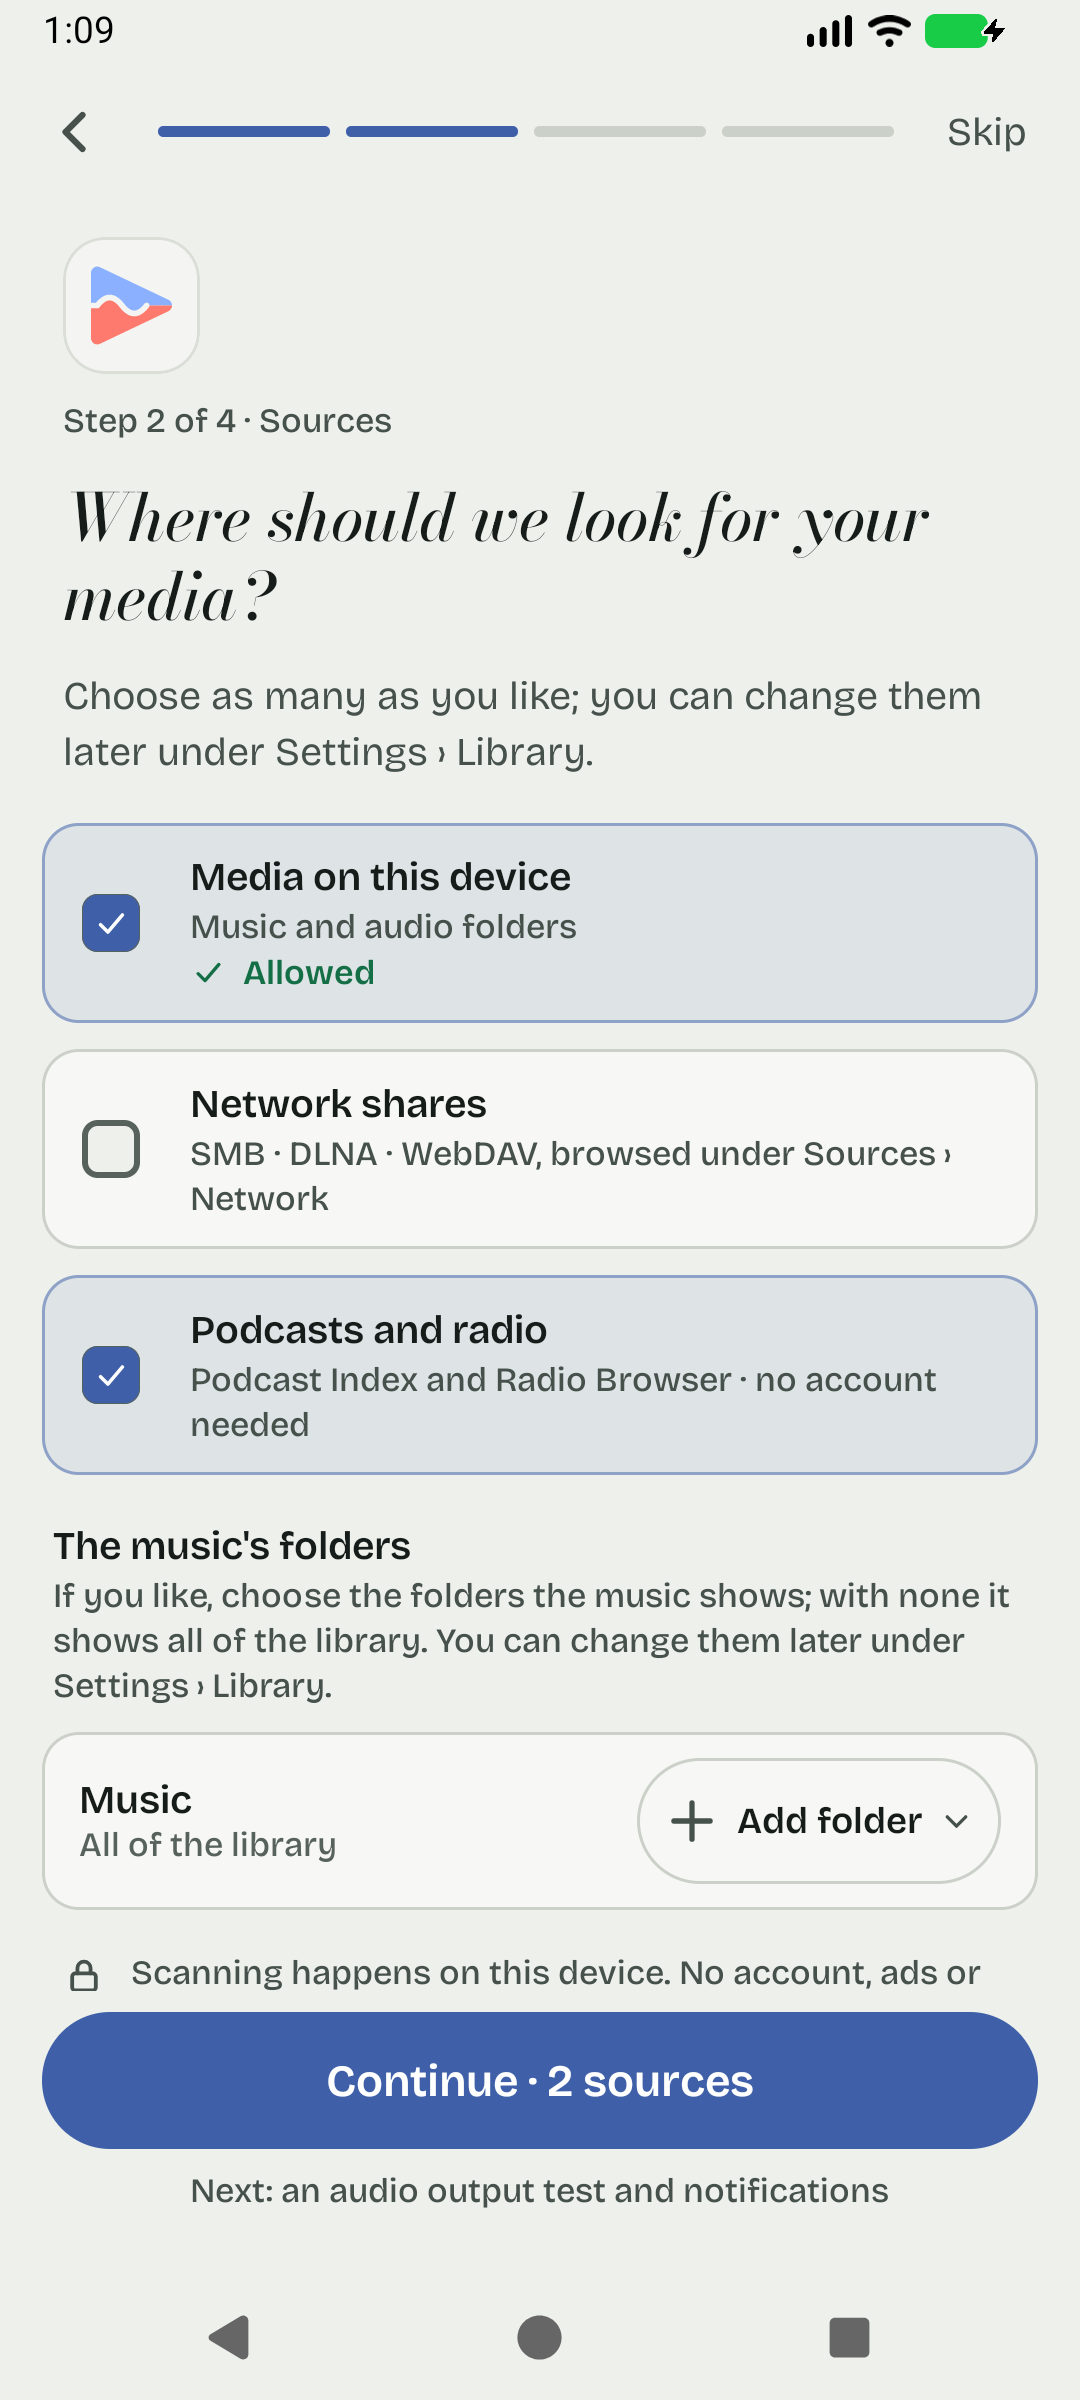 1:09
Skip
Step 2 of 4 · Sources
Where should we look for your
media?
Choose as many as you like; you can change them
later under Settings › Library.
Media on this device
Music and audio folders
Allowed
Network shares
SMB · DLNA · WebDAV, browsed under Sources ›
Network
Podcasts and radio
Podcast Index and Radio Browser · no account
needed
The music's folders
If you like, choose the folders the music shows; with none it
shows all of the library. You can change them later under
Settings › Library.
Music
All of the library
Add folder
Scanning happens on this device. No account, ads or
Continue · 2 sources
Next: an audio output test and notifications